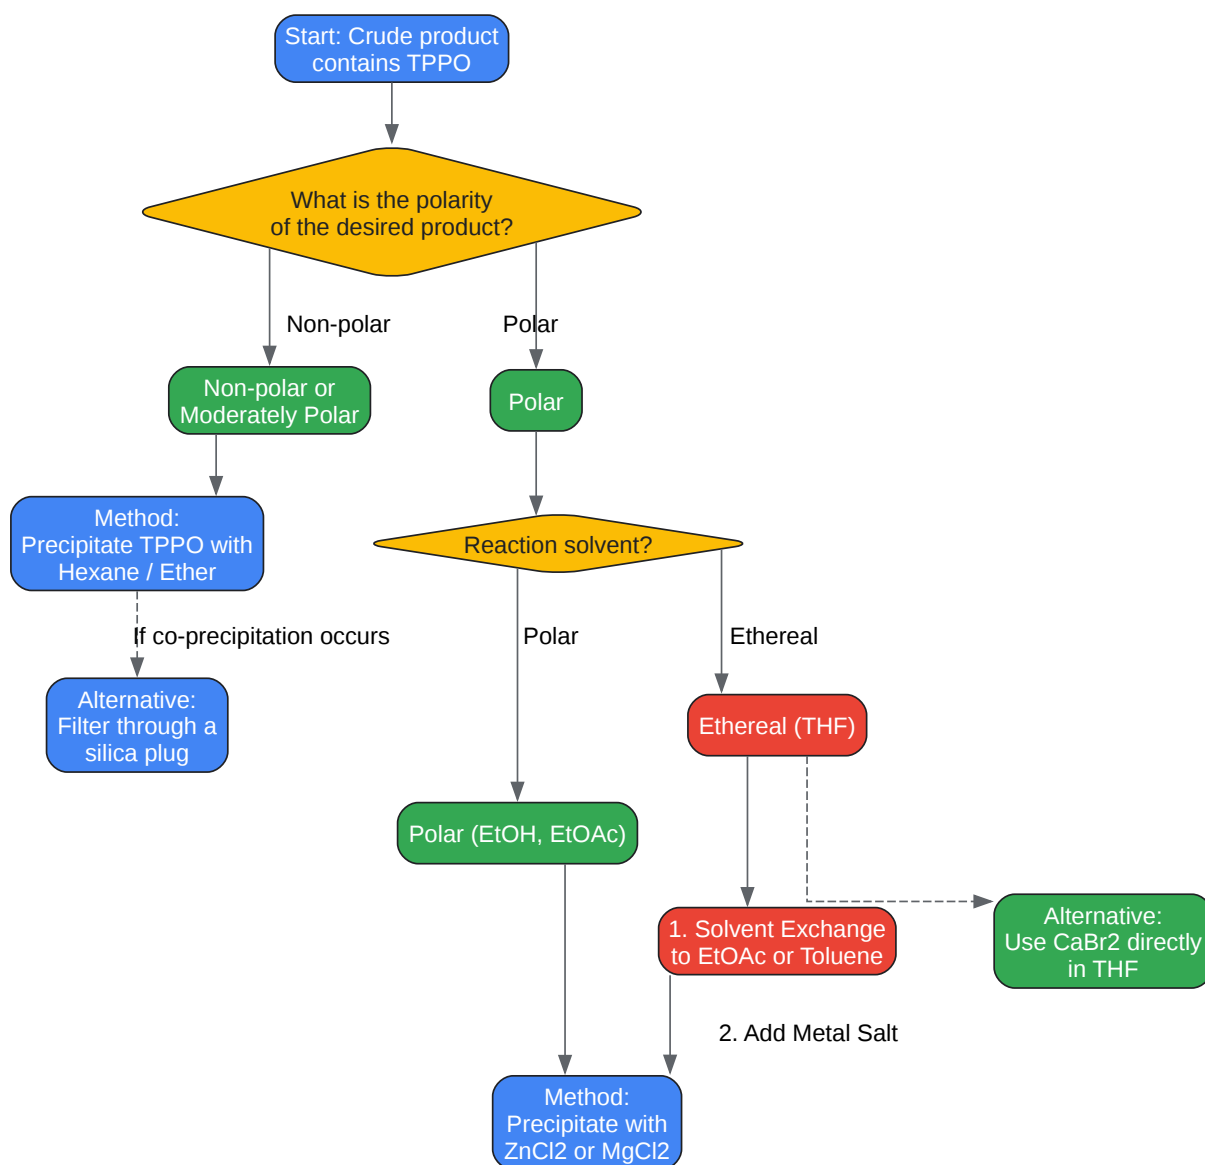 Start: Crude product
contains TPPO
What is the polarity
of the desired product?
Non-polar
Polar
Non-polar or
Moderately Polar
Polar
Method:
Precipitate TPPO with
Hexane / Ether
Reaction solvent?
If co-precipitation occurs
Polar
Ethereal
Alternative:
Filter through a
silica plug
Ethereal (THF)
Polar (EtOH, EtOAc)
1. Solvent Exchange
to EtOAc or Toluene
Alternative:
Use CaBr2 directly
in THF
2. Add Metal Salt
Method:
Precipitate with
ZnCl2 or MgCl2